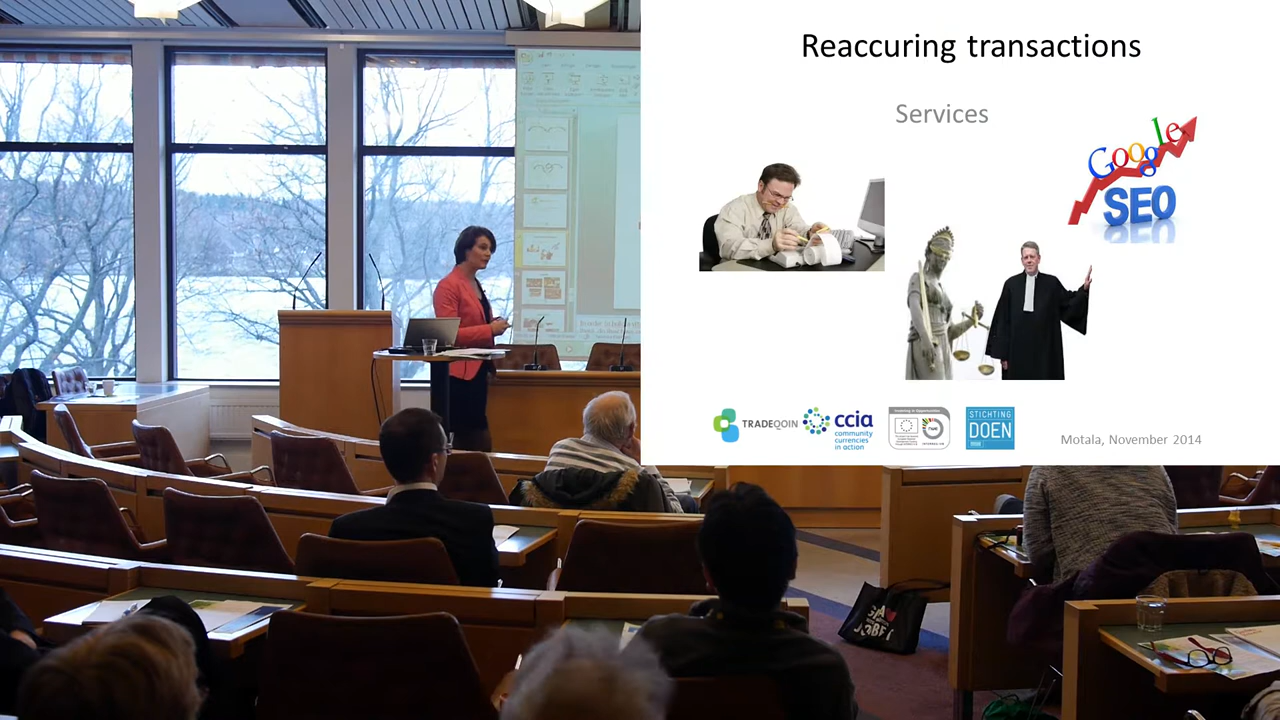 Reaccuring transactions
Services
Google
SEO
TRADEQOIN
ccia
community
currencies
in action
STICHTING
DOEN
Motala, November 2014